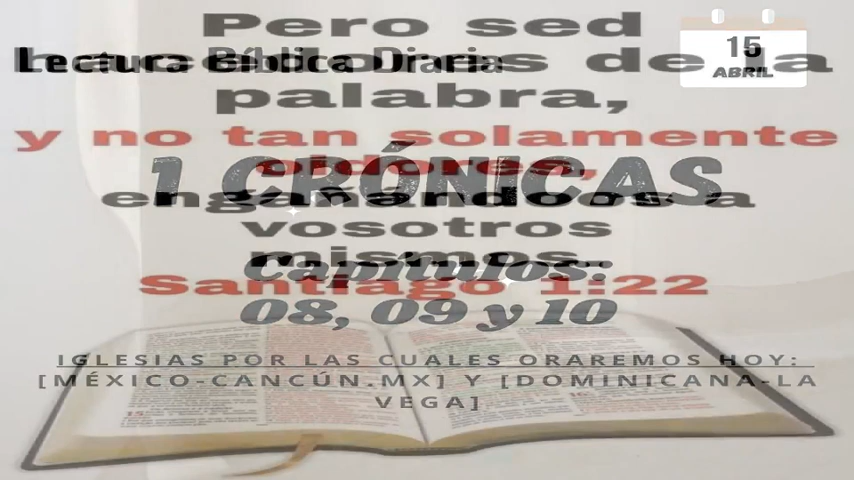 Pero sed
hacedores de la
palabra,
y no tan solamente
oidores,
engañándoos a
vosotros
mismos.
Santiago 1:22
Lectura Bíblica Diaria
15
ABRIL
1 CRÓNICAS
Capítulos:
08, 09 y 10
IGLESIAS POR LAS CUALES ORAREMOS HOY:
[MÉXICO-CANCÚN.MX] Y [DOMINICANA-LA
VEGA]